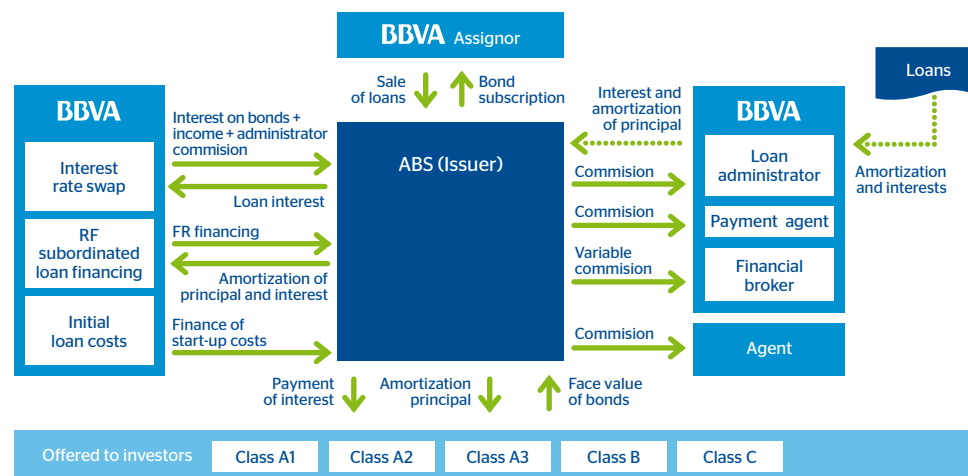 BBVA Assignor
Sale
of loans
Bond
subscription
Loans
BBVA
Interest
rate swap
RF
subordinated
loan financing
Initial
loan costs
Interest on bonds +
income + administrator
commision
Loan interest
FR financing
Amortization of
principal and interest
Finance of
start-up costs
ABS (Issuer)
Interest and
amortization
of principal
Commision
Commision
Variable
commision
Commision
BBVA
Loan
administrator
Payment agent
Financial
broker
Agent
Amortization
and interests
Payment
of interest
Amortization
principal
Face value
of bonds
Offered to investors
Class A1
Class A2
Class A3
Class B
Class C